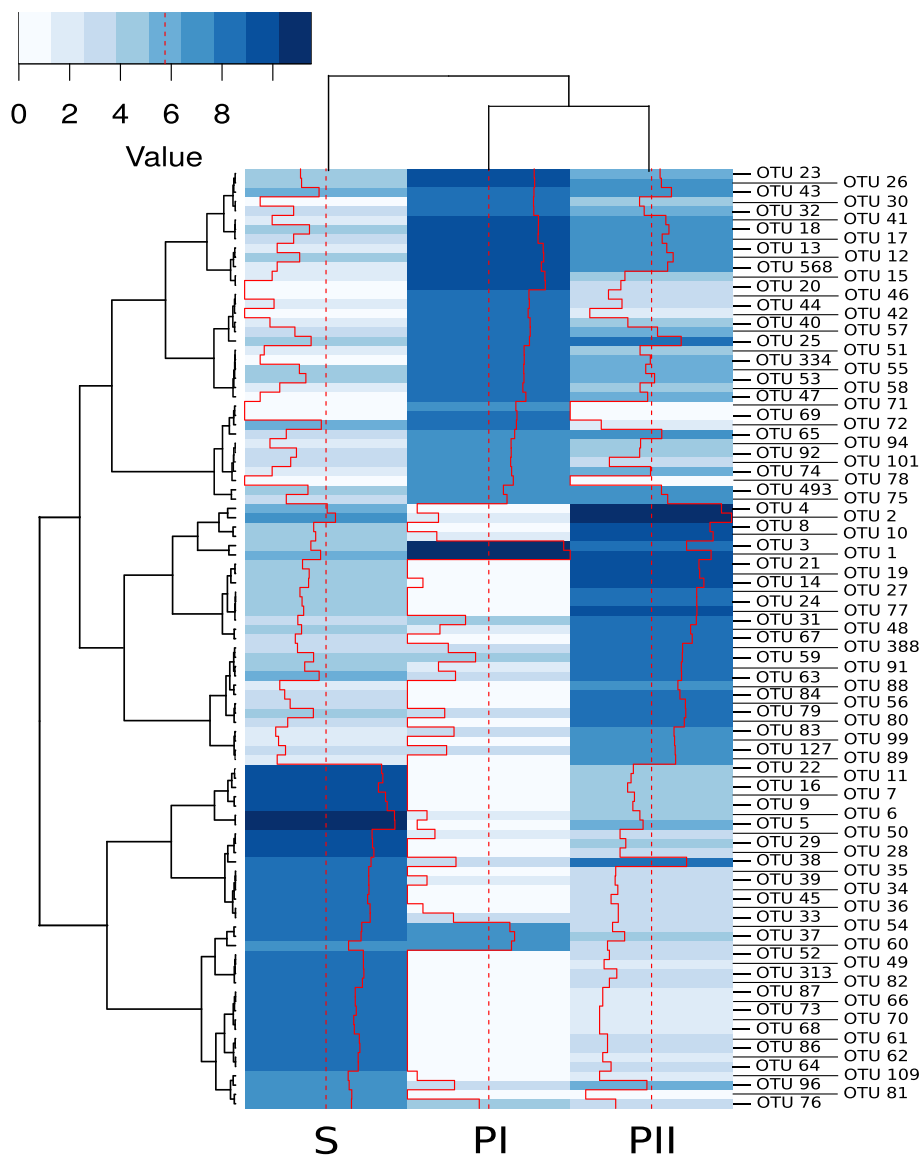 0 2 4 6 8
Value
OTU 23
OTU 26
OTU 43
OTU 30
OTU 32
OTU 41
OTU 18
OTU 17
OTU 13
OTU 12
OTU 568
OTU 15
OTU 20
OTU 46
OTU 44
OTU 42
OTU 40
OTU 57
OTU 25
OTU 51
OTU 334
OTU 55
OTU 53
OTU 58
OTU 47
OTU 71
OTU 69
OTU 72
OTU 65
OTU 94
OTU 92
OTU 101
OTU 74
OTU 78
OTU 493
OTU 75
OTU 4
OTU 2
OTU 8
OTU 10
OTU 3
OTU 1
OTU 21
OTU 19
OTU 14
OTU 27
OTU 24
OTU 77
OTU 31
OTU 48
OTU 67
OTU 388
OTU 59
OTU 91
OTU 63
OTU 88
OTU 84
OTU 56
OTU 79
OTU 80
OTU 83
OTU 99
OTU 127
OTU 89
OTU 22
OTU 11
OTU 16
OTU 7
OTU 9
OTU 6
OTU 5
OTU 50
OTU 29
OTU 28
OTU 38
OTU 35
OTU 39
OTU 34
OTU 45
OTU 36
OTU 33
OTU 54
OTU 37
OTU 60
OTU 52
OTU 49
OTU 313
OTU 82
OTU 87
OTU 66
OTU 73
OTU 70
OTU 68
OTU 61
OTU 86
OTU 62
OTU 64
OTU 109
OTU 96
OTU 81
OTU 76
S PI PII